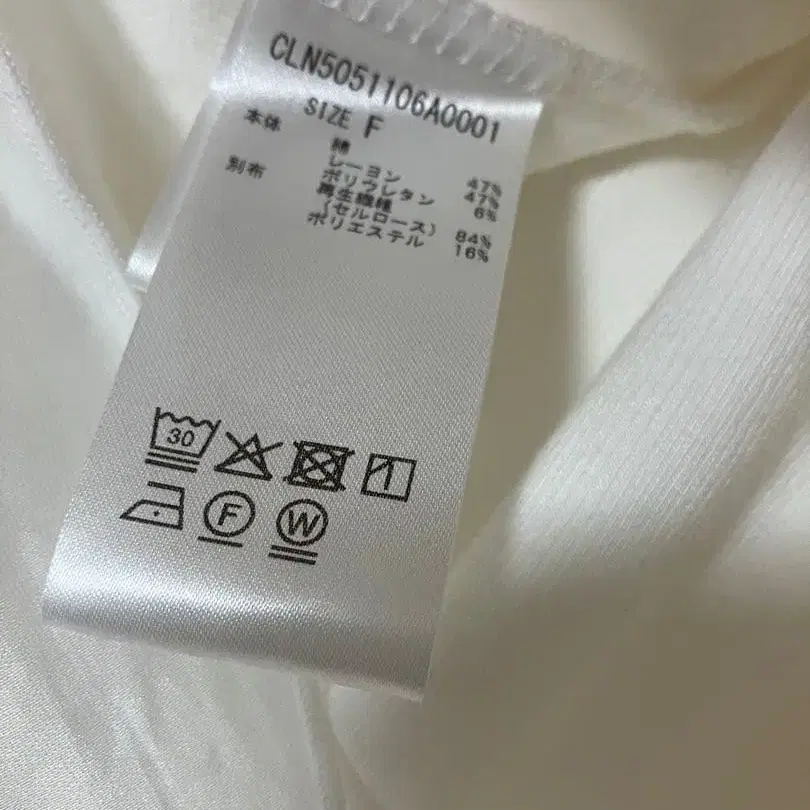 CLN5051106A0001
SIZE F
本体 綿 47%
レーヨン 47%
ポリウレタン 6%
別布 再生繊維
(セルロース) 84%
ポリエステル 16%
30
F W